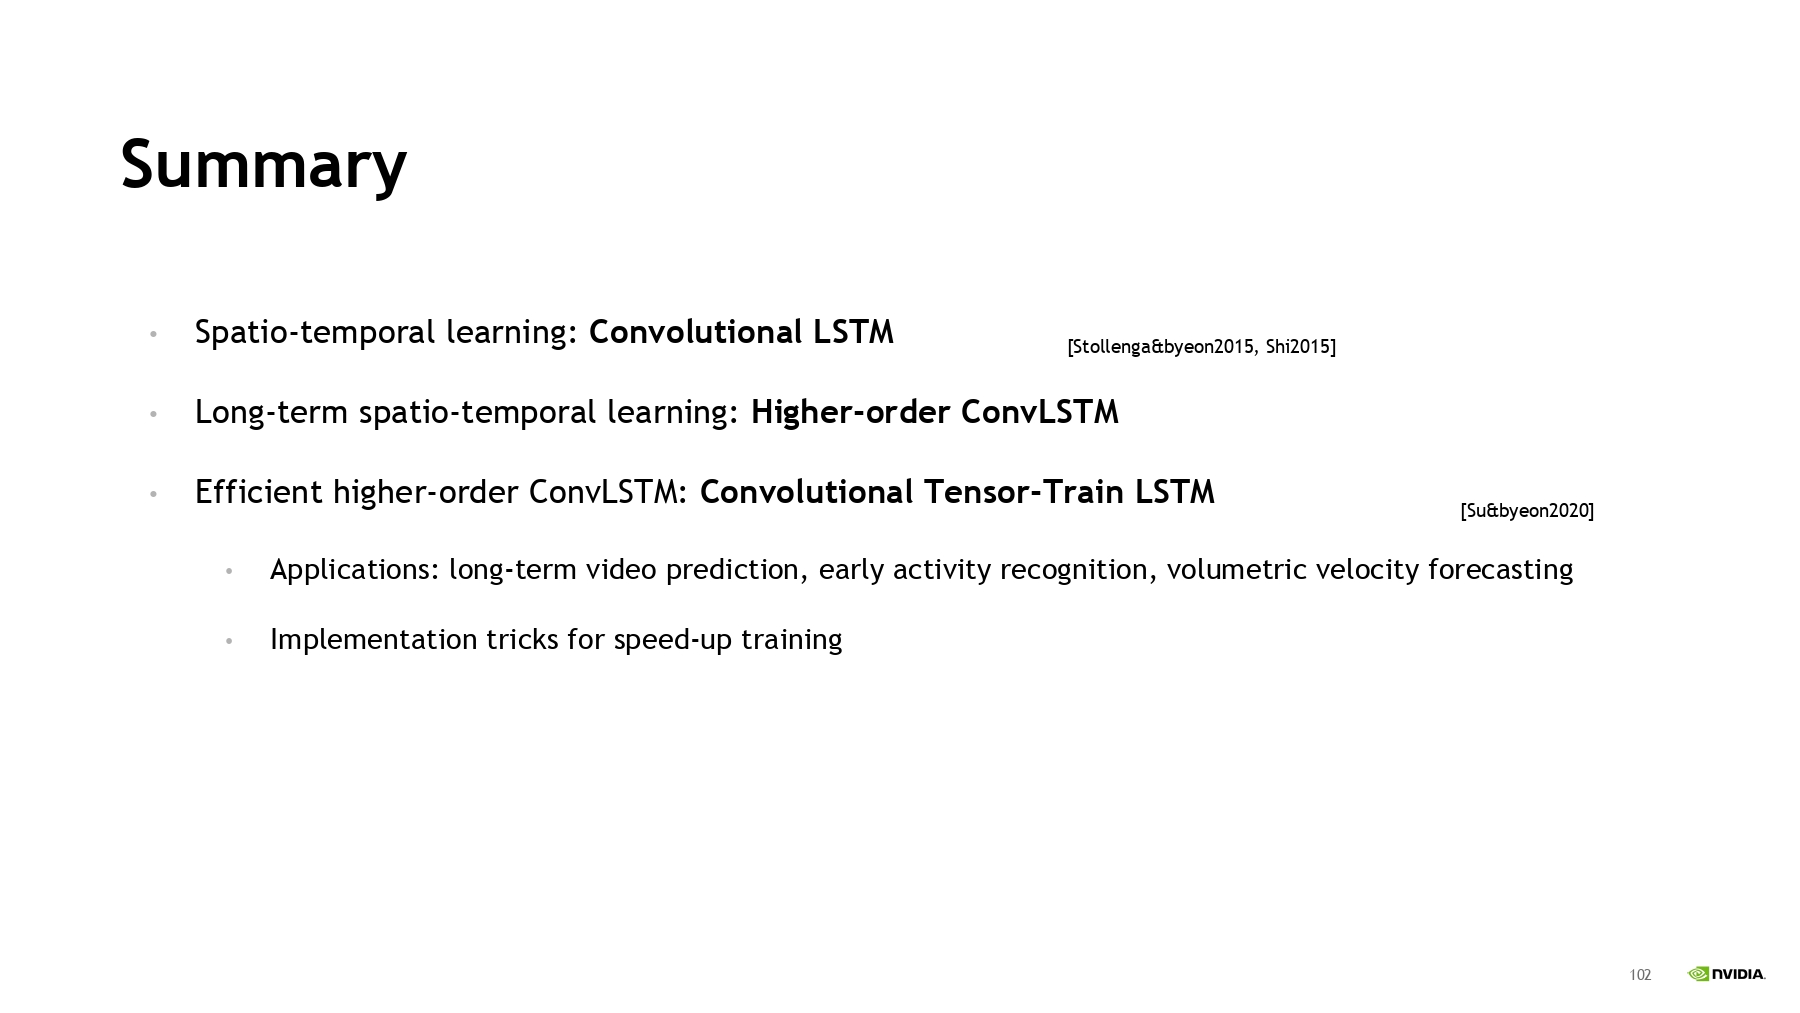 Summary
• Spatio-temporal learning: Convolutional LSTM [Stollenga&byeon2015, Shi2015]
• Long-term spatio-temporal learning: Higher-order ConvLSTM
• Efficient higher-order ConvLSTM: Convolutional Tensor-Train LSTM [Su&byeon2020]
• Applications: long-term video prediction, early activity recognition, volumetric velocity forecasting
• Implementation tricks for speed-up training
102 NVIDIA.